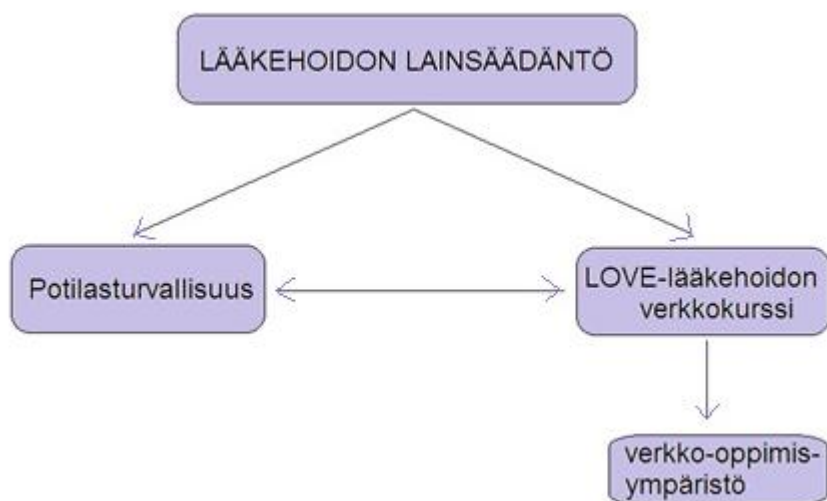 LÄÄKEHOIDON LAINSÄÄDÄNTÖ
Potilasturvallisuus
LOVE-lääkehoidon
verkkokurssi
verkko-oppimis-
ympäristö